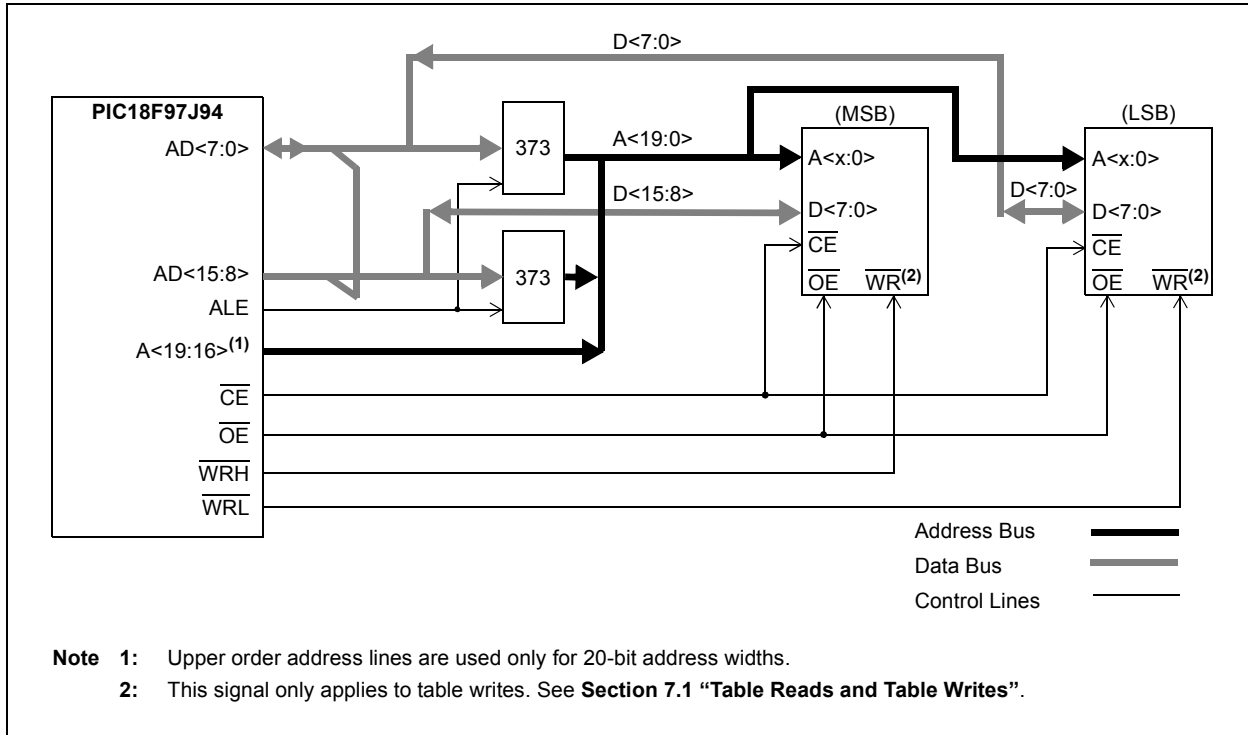 D<7:0>
PIC18F97J94
AD<7:0>
373
A<19:0>
(MSB)
A<x:0>
(LSB)
A<x:0>
D<15:8>
D<7:0>
D<7:0>
D<7:0>
CE
CE
AD<15:8>
373
OE WR(2)
OE WR(2)
ALE
A<19:16>(1)
CE
OE
WRH
WRL
Address Bus
Data Bus
Control Lines
Note 1: Upper order address lines are used only for 20-bit address widths.
2: This signal only applies to table writes. See Section 7.1 “Table Reads and Table Writes”.